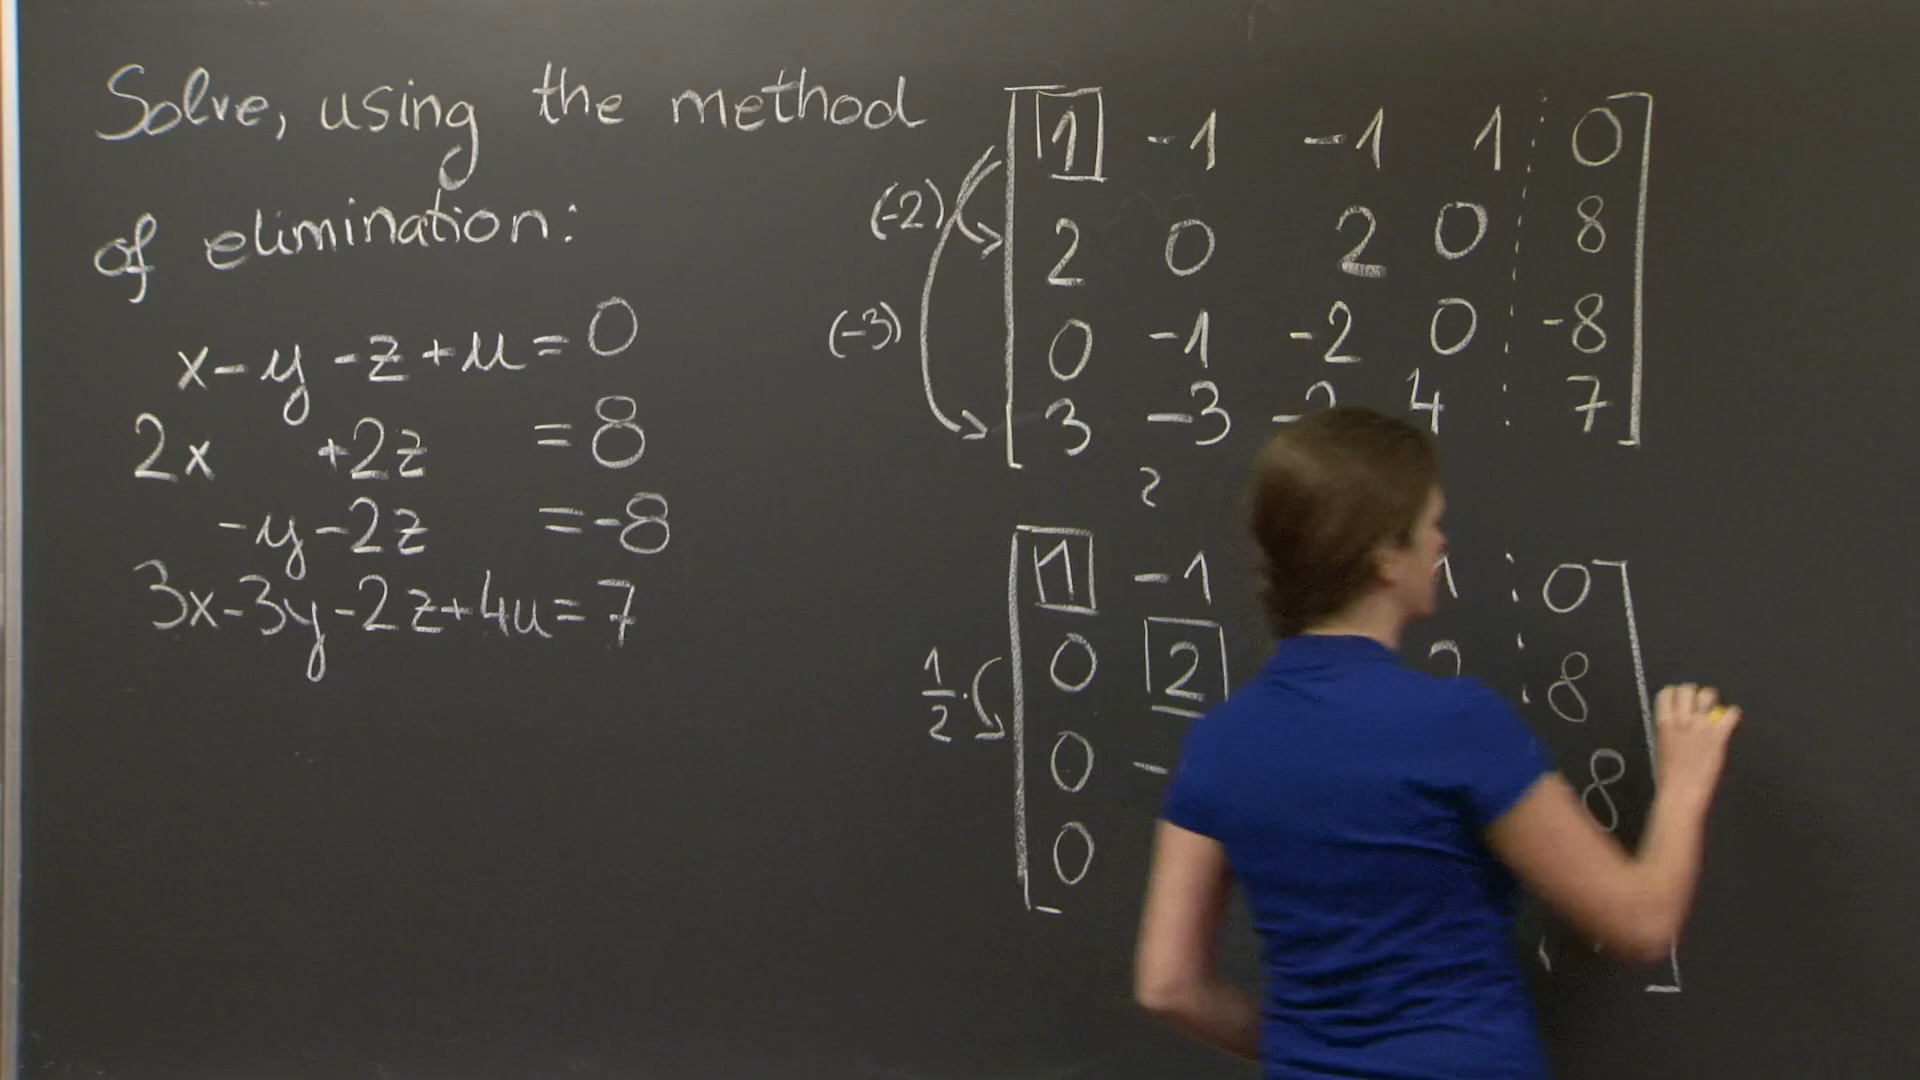 Solve, using the method
of elimination:
x - y - z + u = 0
2x + 2z = 8
-y - 2z = -8
3x - 3y - 2z + 4u = 7
1 -1 -1 1 0
(-2) 2 0 2 0 8
(-3) 0 -1 -2 0 -8
3 -3 4 7
2
1 -1 1 0
0 2 8
1/2 ·
0 - 8
0